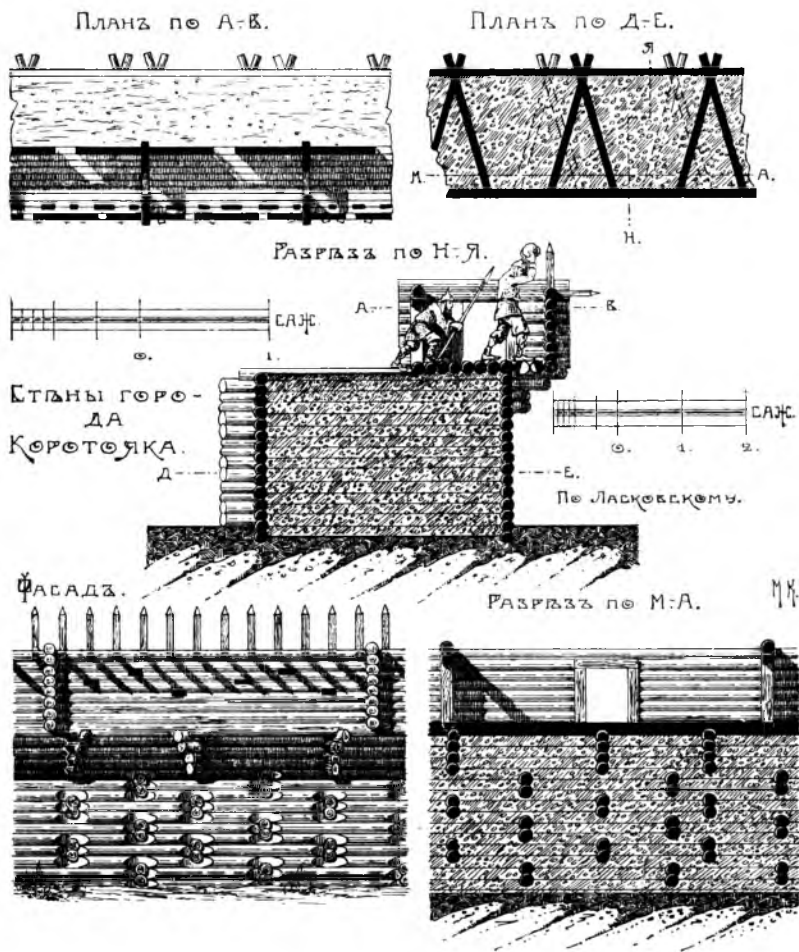 Планъ по А-В.
Планъ по Д-Е.
Я
М.
А.
Н.
Разрѣзъ по Н-Я.
А.
В.
саж.
0.
1.
Стѣны горо-
да
Коротояка.
саж.
0.
1.
2.
Д
Е.
По Ласковскому.
Фасадъ.
Разрѣзъ по М-А.
МК.